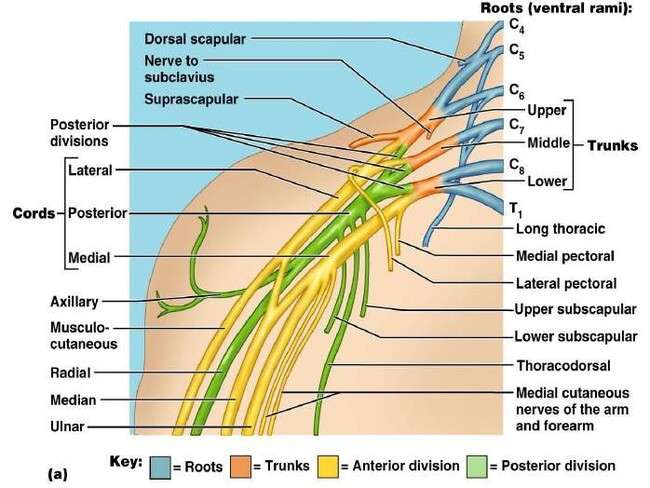 Roots (ventral rami):
C4
C5
C6
C7
C8
T1
Dorsal scapular
Nerve to
subclavius
Suprascapular
Posterior
divisions
Cords
Lateral
Posterior
Medial
Axillary
Musculo-
cutaneous
Radial
Median
Ulnar
Upper
Middle
Lower
Trunks
Long thoracic
Medial pectoral
Lateral pectoral
Upper subscapular
Lower subscapular
Thoracodorsal
Medial cutaneous
nerves of the arm
and forearm
(a)
Key: = Roots = Trunks = Anterior division = Posterior division